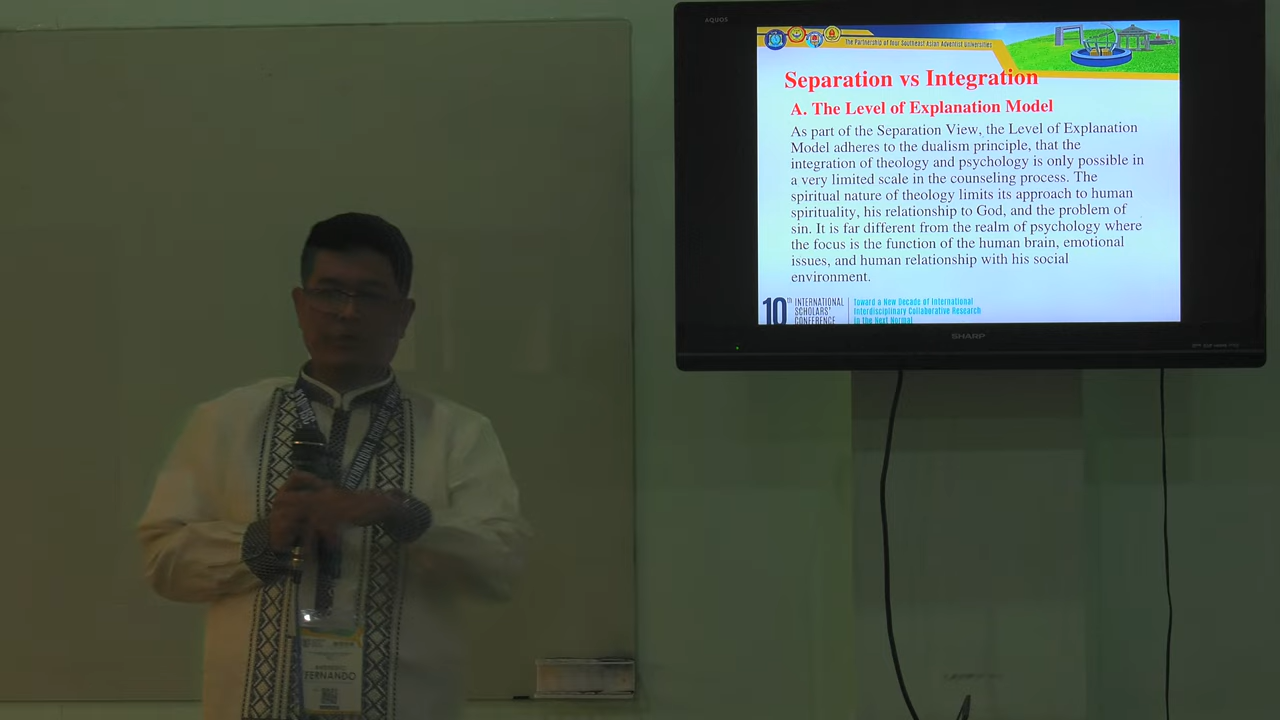 AQUOS
The Partnership of four Southeast Asian Adventist Universities
Separation vs Integration
A. The Level of Explanation Model
As part of the Separation View, the Level of Explanation
Model adheres to the dualism principle, that the
integration of theology and psychology is only possible in
a very limited scale in the counseling process. The
spiritual nature of theology limits its approach to human
spirituality, his relationship to God, and the problem of
sin. It is far different from the realm of psychology where
the focus is the function of the human brain, emotional
issues, and human relationship with his social
environment.
10th INTERNATIONAL
SCHOLARS'
CONFERENCE
Toward a New Decade of International
Interdisciplinary Collaborative Research
in the Next Normal
SHARP
INTERNATIONAL SCHOLARS
FERNANDO